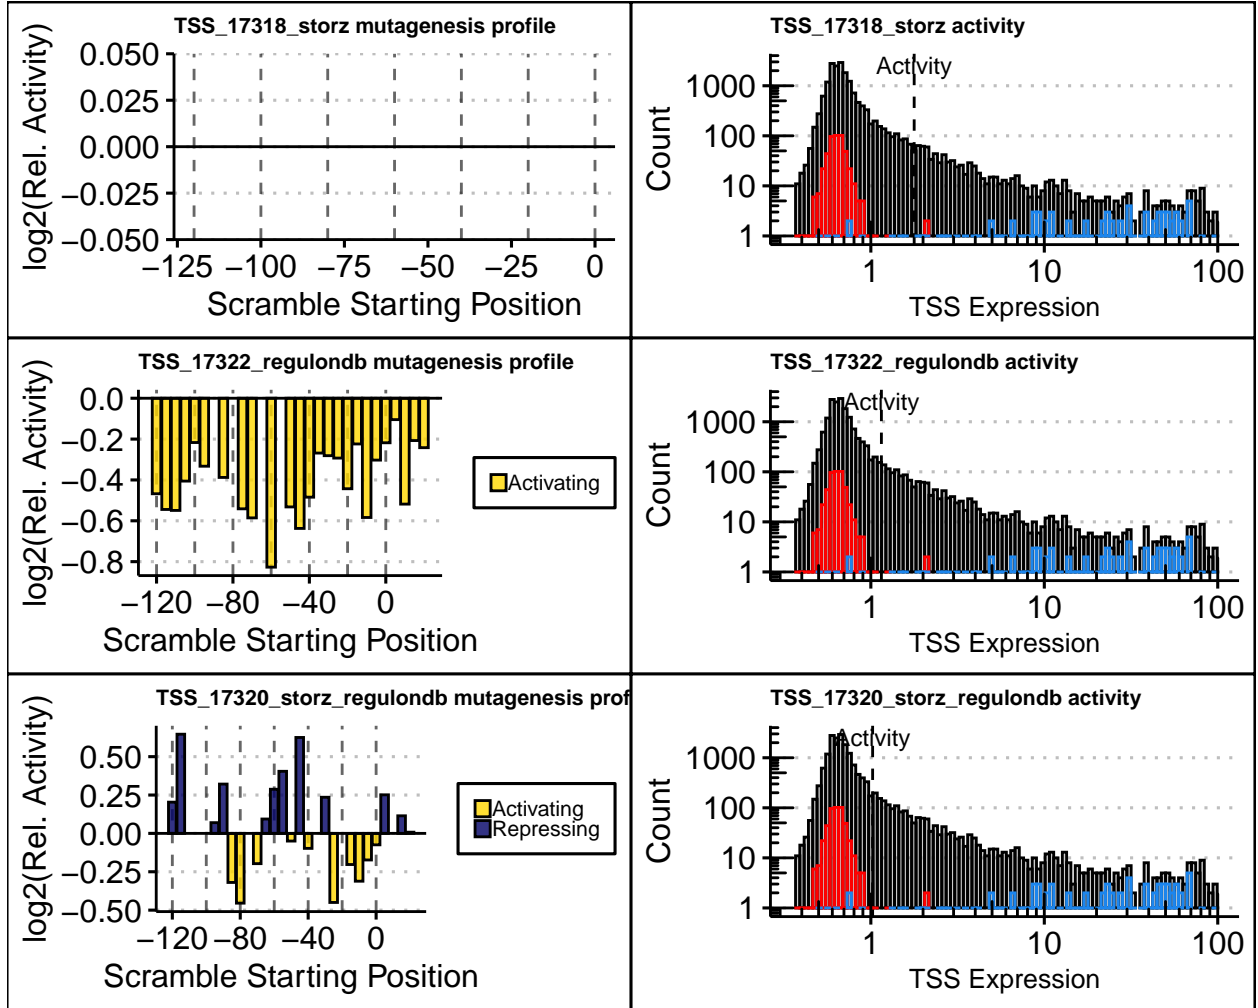 TSS_17318_storz mutagenesis profile
log2(Rel. Activity)
0.050
0.025
0.000
−0.025
−0.050
−125 −100 −75 −50 −25 0
Scramble Starting Position
TSS_17318_storz activity
Activity
Count
1000
100
10
1
1 10 100
TSS Expression
TSS_17322_regulondb mutagenesis profile
log2(Rel. Activity)
0.0
−0.2
−0.4
−0.6
−0.8
−120 −80 −40 0
Scramble Starting Position
Activating
TSS_17322_regulondb activity
Activity
Count
1000
100
10
1
1 10 100
TSS Expression
TSS_17320_storz_regulondb mutagenesis prof
log2(Rel. Activity)
0.50
0.25
0.00
−0.25
−0.50
−120 −80 −40 0
Scramble Starting Position
Activating
Repressing
TSS_17320_storz_regulondb activity
Activity
Count
1000
100
10
1
1 10 100
TSS Expression